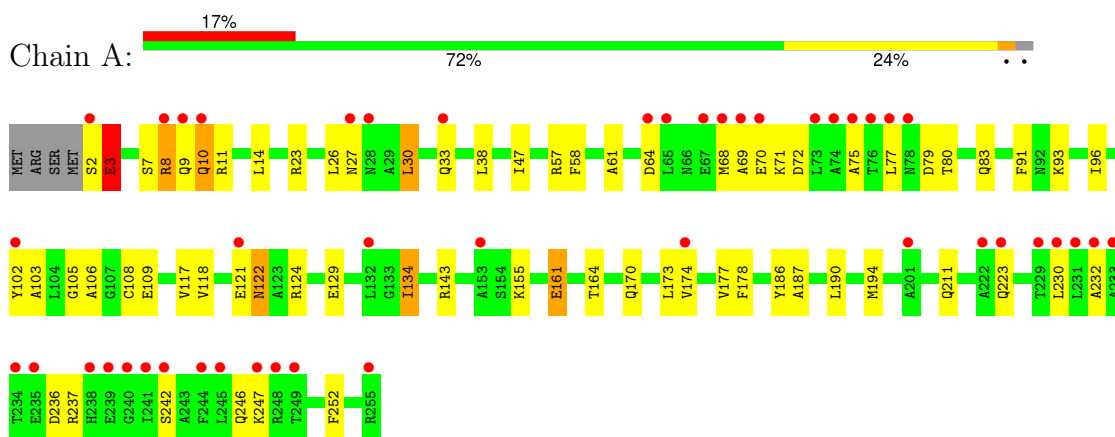 17%
Chain A:
72% 24% • •
MET ARG SER MET S2 E3 S7 R8 Q9 Q10 R11 L14 R23 L26 N27 N28 A29 L30 Q33 L38 I47 R57 F58 A61 D64 L65 N66 E67 M68 A69 E70 K71 D72 L73 A74 A75 T76 L77 N78 D79 T80 Q83 F91 N92 K93 I96
Y102 A103 L104 G105 A106 G107 C108 E109 V117 V118 E121 N122 A123 R124 E129 L132 G133 I134 R143 A153 S154 K155 E161 T164 Q170 L173 V174 V177 F178 Y186 A187 L190 M194 A201 Q211 A222 Q223 T229 L230 L231 A232 A233
T234 E235 D236 R237 H238 E239 G240 I241 S242 A243 F244 L245 Q246 K247 R248 T249 F252 R255